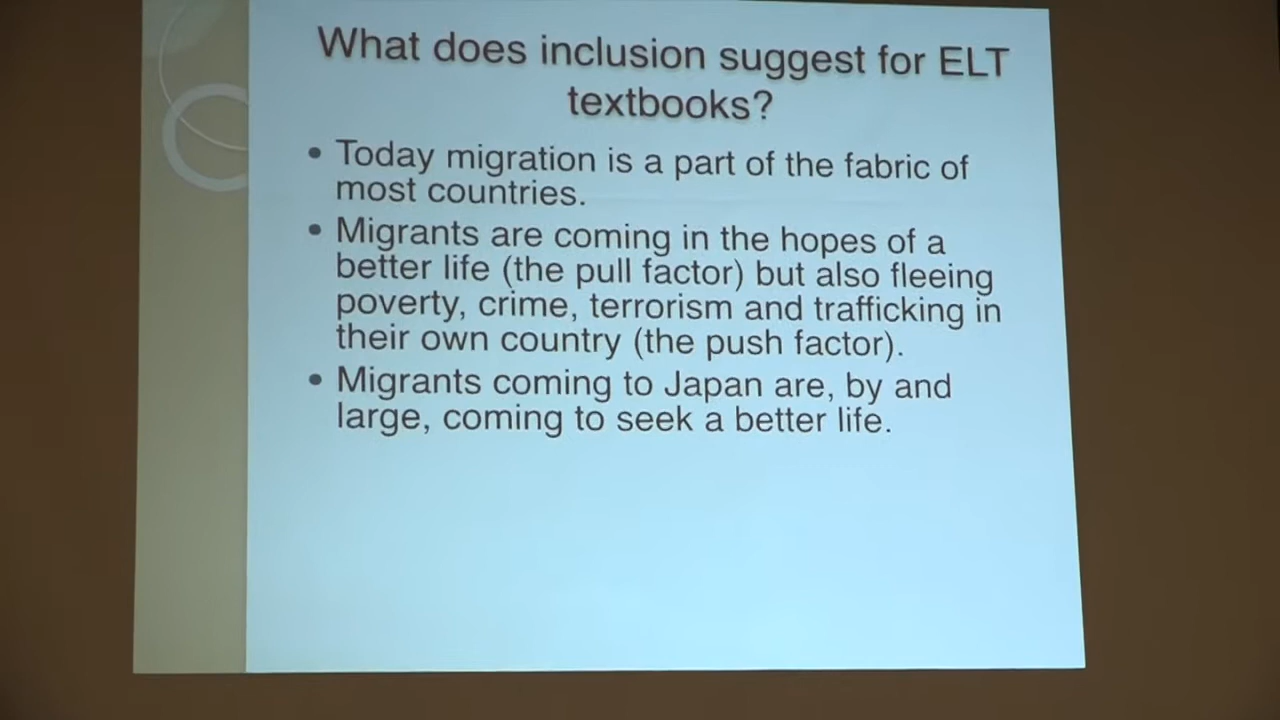 What does inclusion suggest for ELT
textbooks?
• Today migration is a part of the fabric of
most countries.
• Migrants are coming in the hopes of a
better life (the pull factor) but also fleeing
poverty, crime, terrorism and trafficking in
their own country (the push factor).
• Migrants coming to Japan are, by and
large, coming to seek a better life.